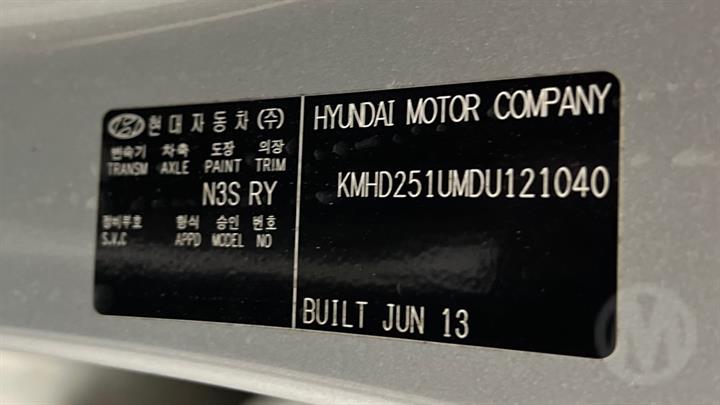 현대자동차(주)
변속기 차축 도장 의장
TRANSM AXLE PAINT TRIM
N3S RY
정비부호 형식 승인 번호
S.V.C APPD MODEL NO
HYUNDAI MOTOR COMPANY
KMHD251UMDU121040
BUILT JUN 13
M